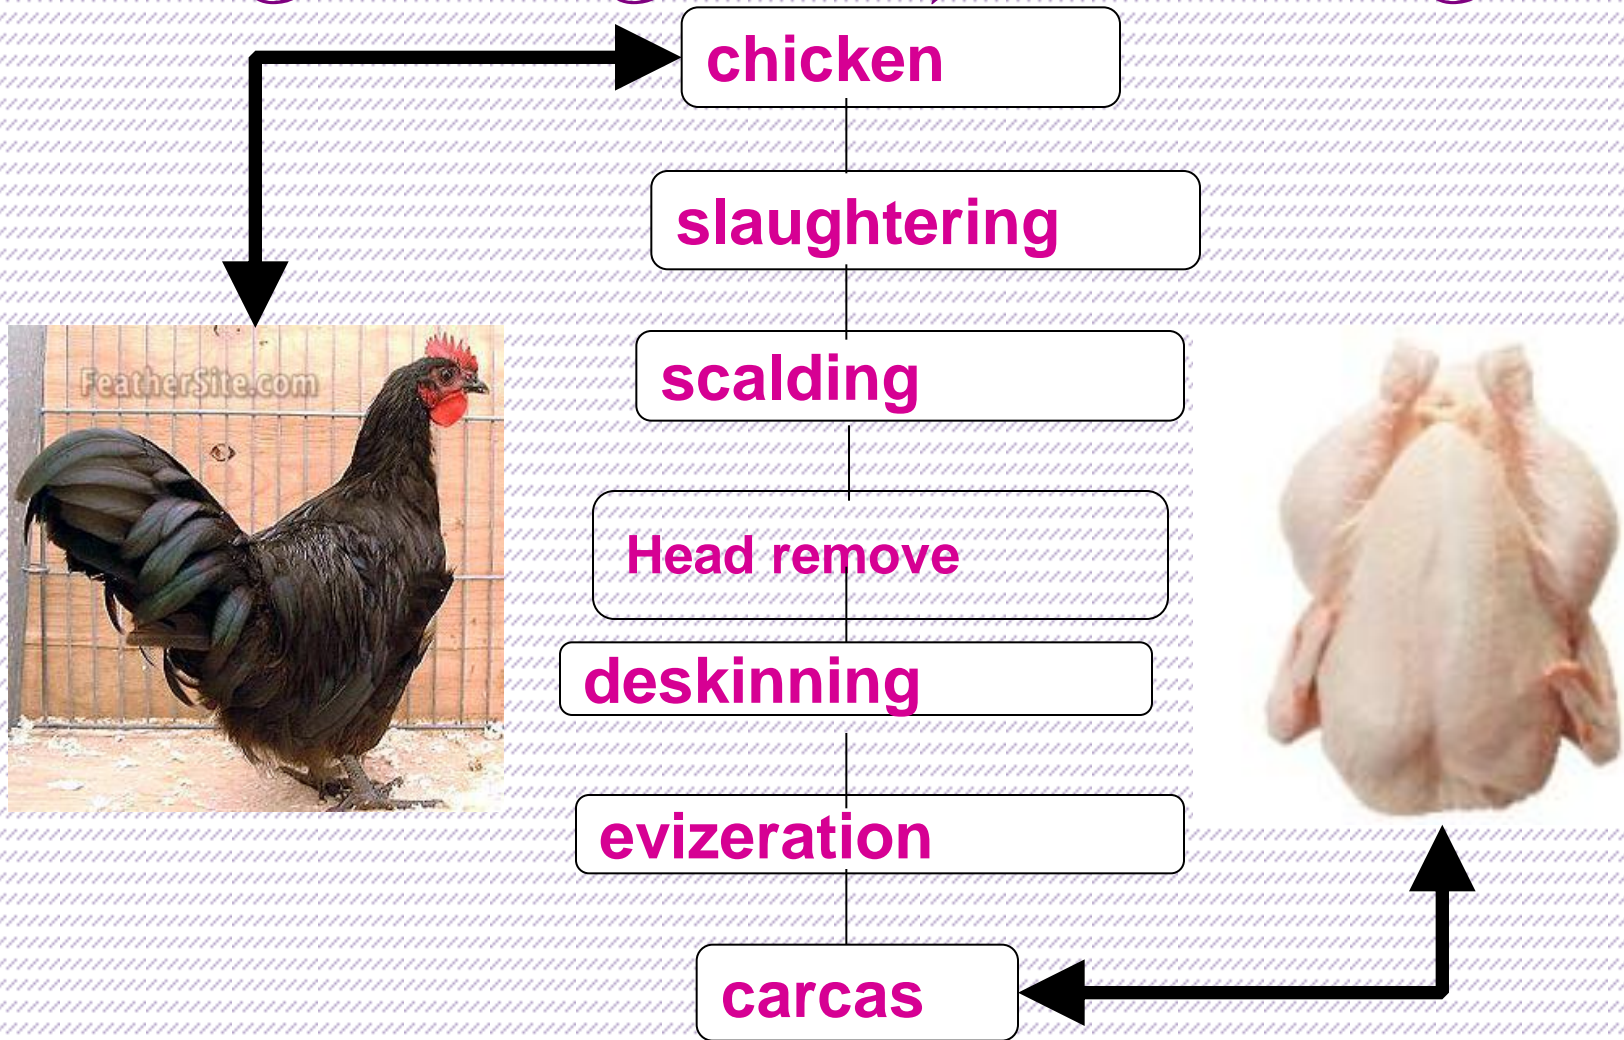 chicken
slaughtering
scalding
FeatherSite.com
Head remove
deskinning
evizeration
carcas